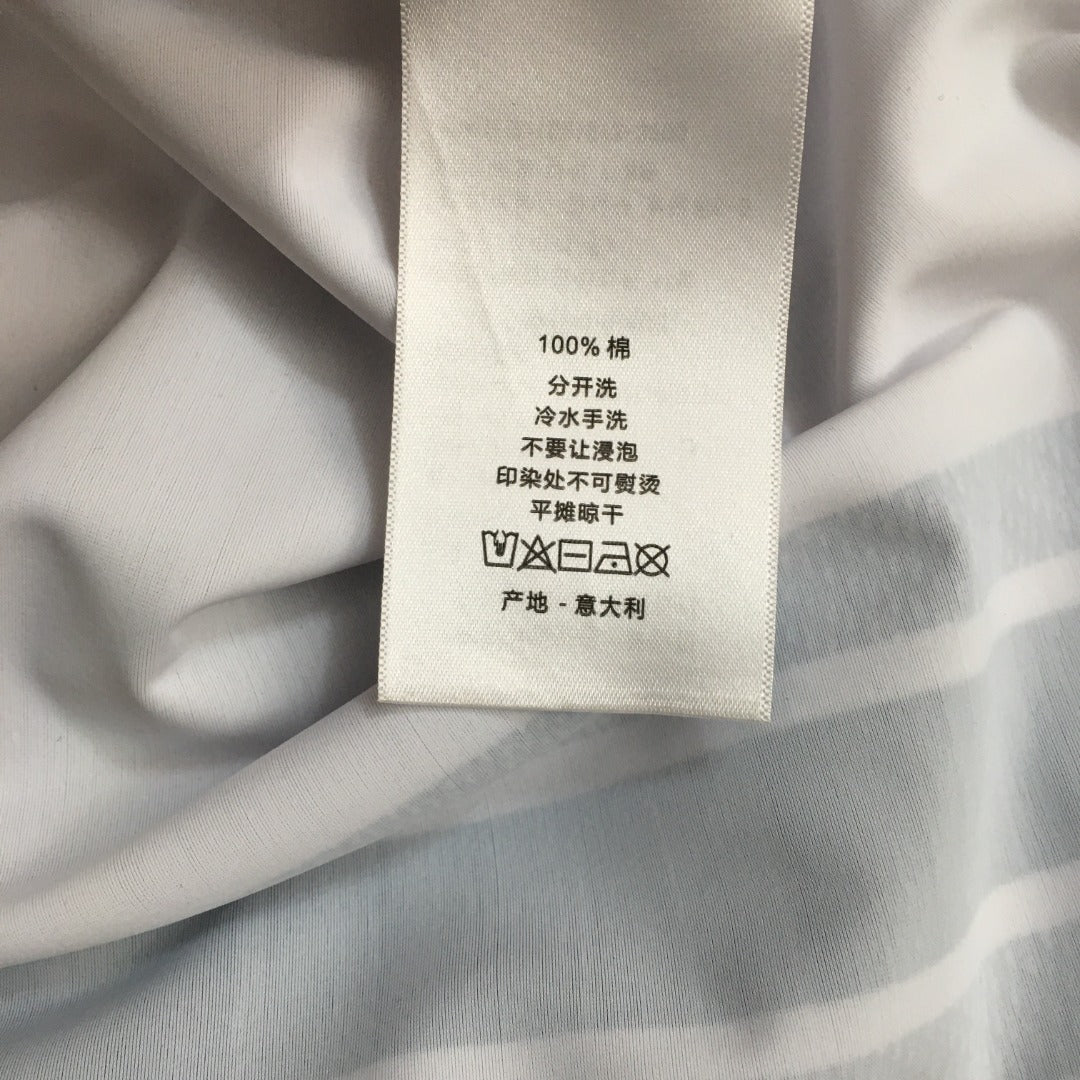 100% 棉
分开洗
冷水手洗
不要让浸泡
印染处不可熨烫
平摊晾干
产地 - 意大利